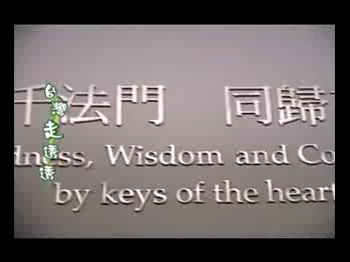 千法門 同歸
dness, Wisdom and Co
by keys of the heart
台灣走透透